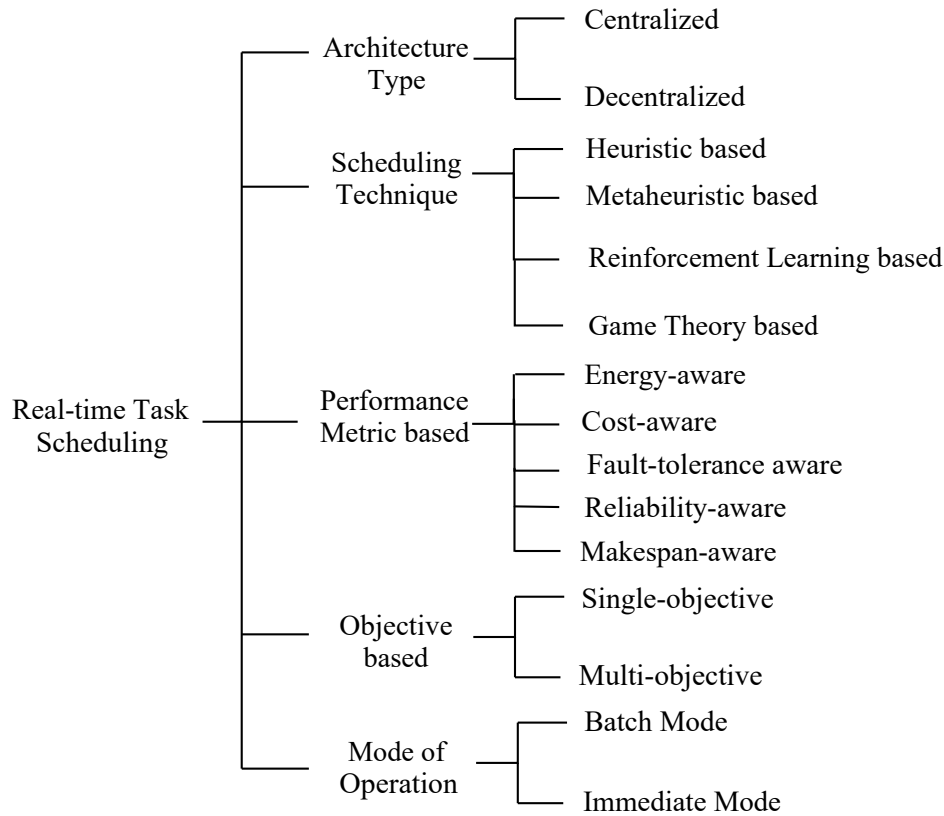 Real-time Task
Scheduling
Architecture
Type
Centralized
Decentralized
Scheduling
Technique
Heuristic based
Metaheuristic based
Reinforcement Learning based
Game Theory based
Performance
Metric based
Energy-aware
Cost-aware
Fault-tolerance aware
Reliability-aware
Makespan-aware
Objective
based
Single-objective
Multi-objective
Mode of
Operation
Batch Mode
Immediate Mode